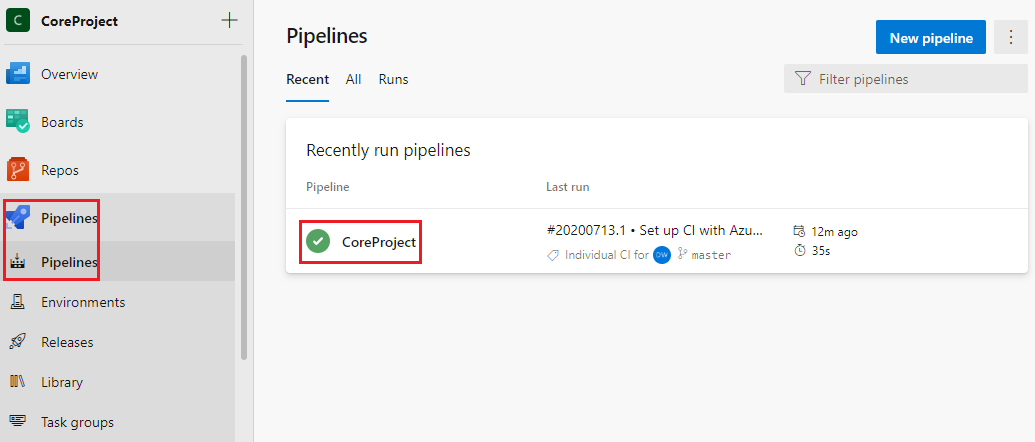 C CoreProject
Overview
Boards
Repos
Pipelines
Pipelines
Environments
Releases
Library
Task groups
Pipelines
New pipeline
Recent All Runs
Filter pipelines
Recently run pipelines
Pipeline Last run
CoreProject
#20200713.1 • Set up CI with Azu...
Individual CI for DW master
12m ago
35s